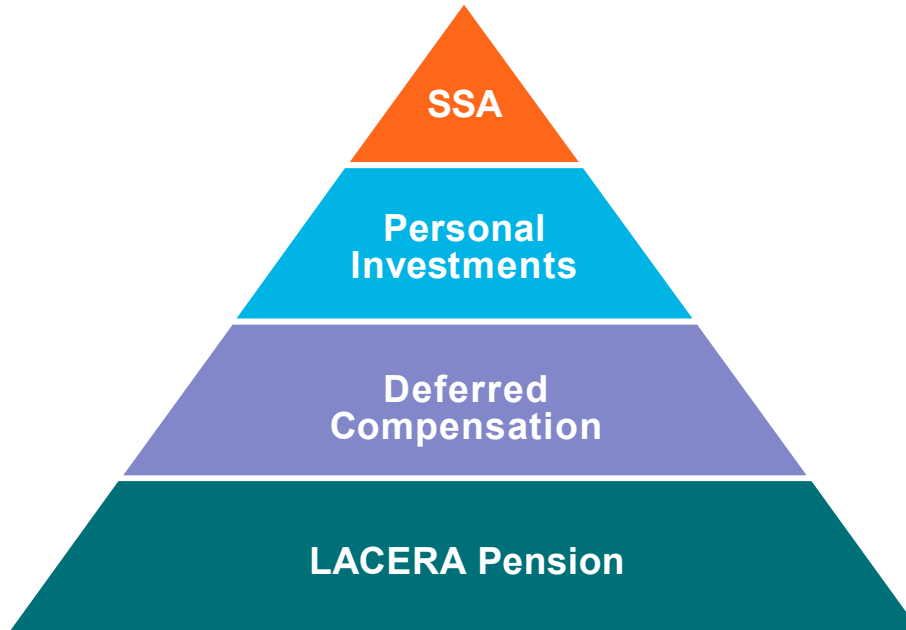 SSA
Personal
Investments
Deferred
Compensation
LACERA Pension